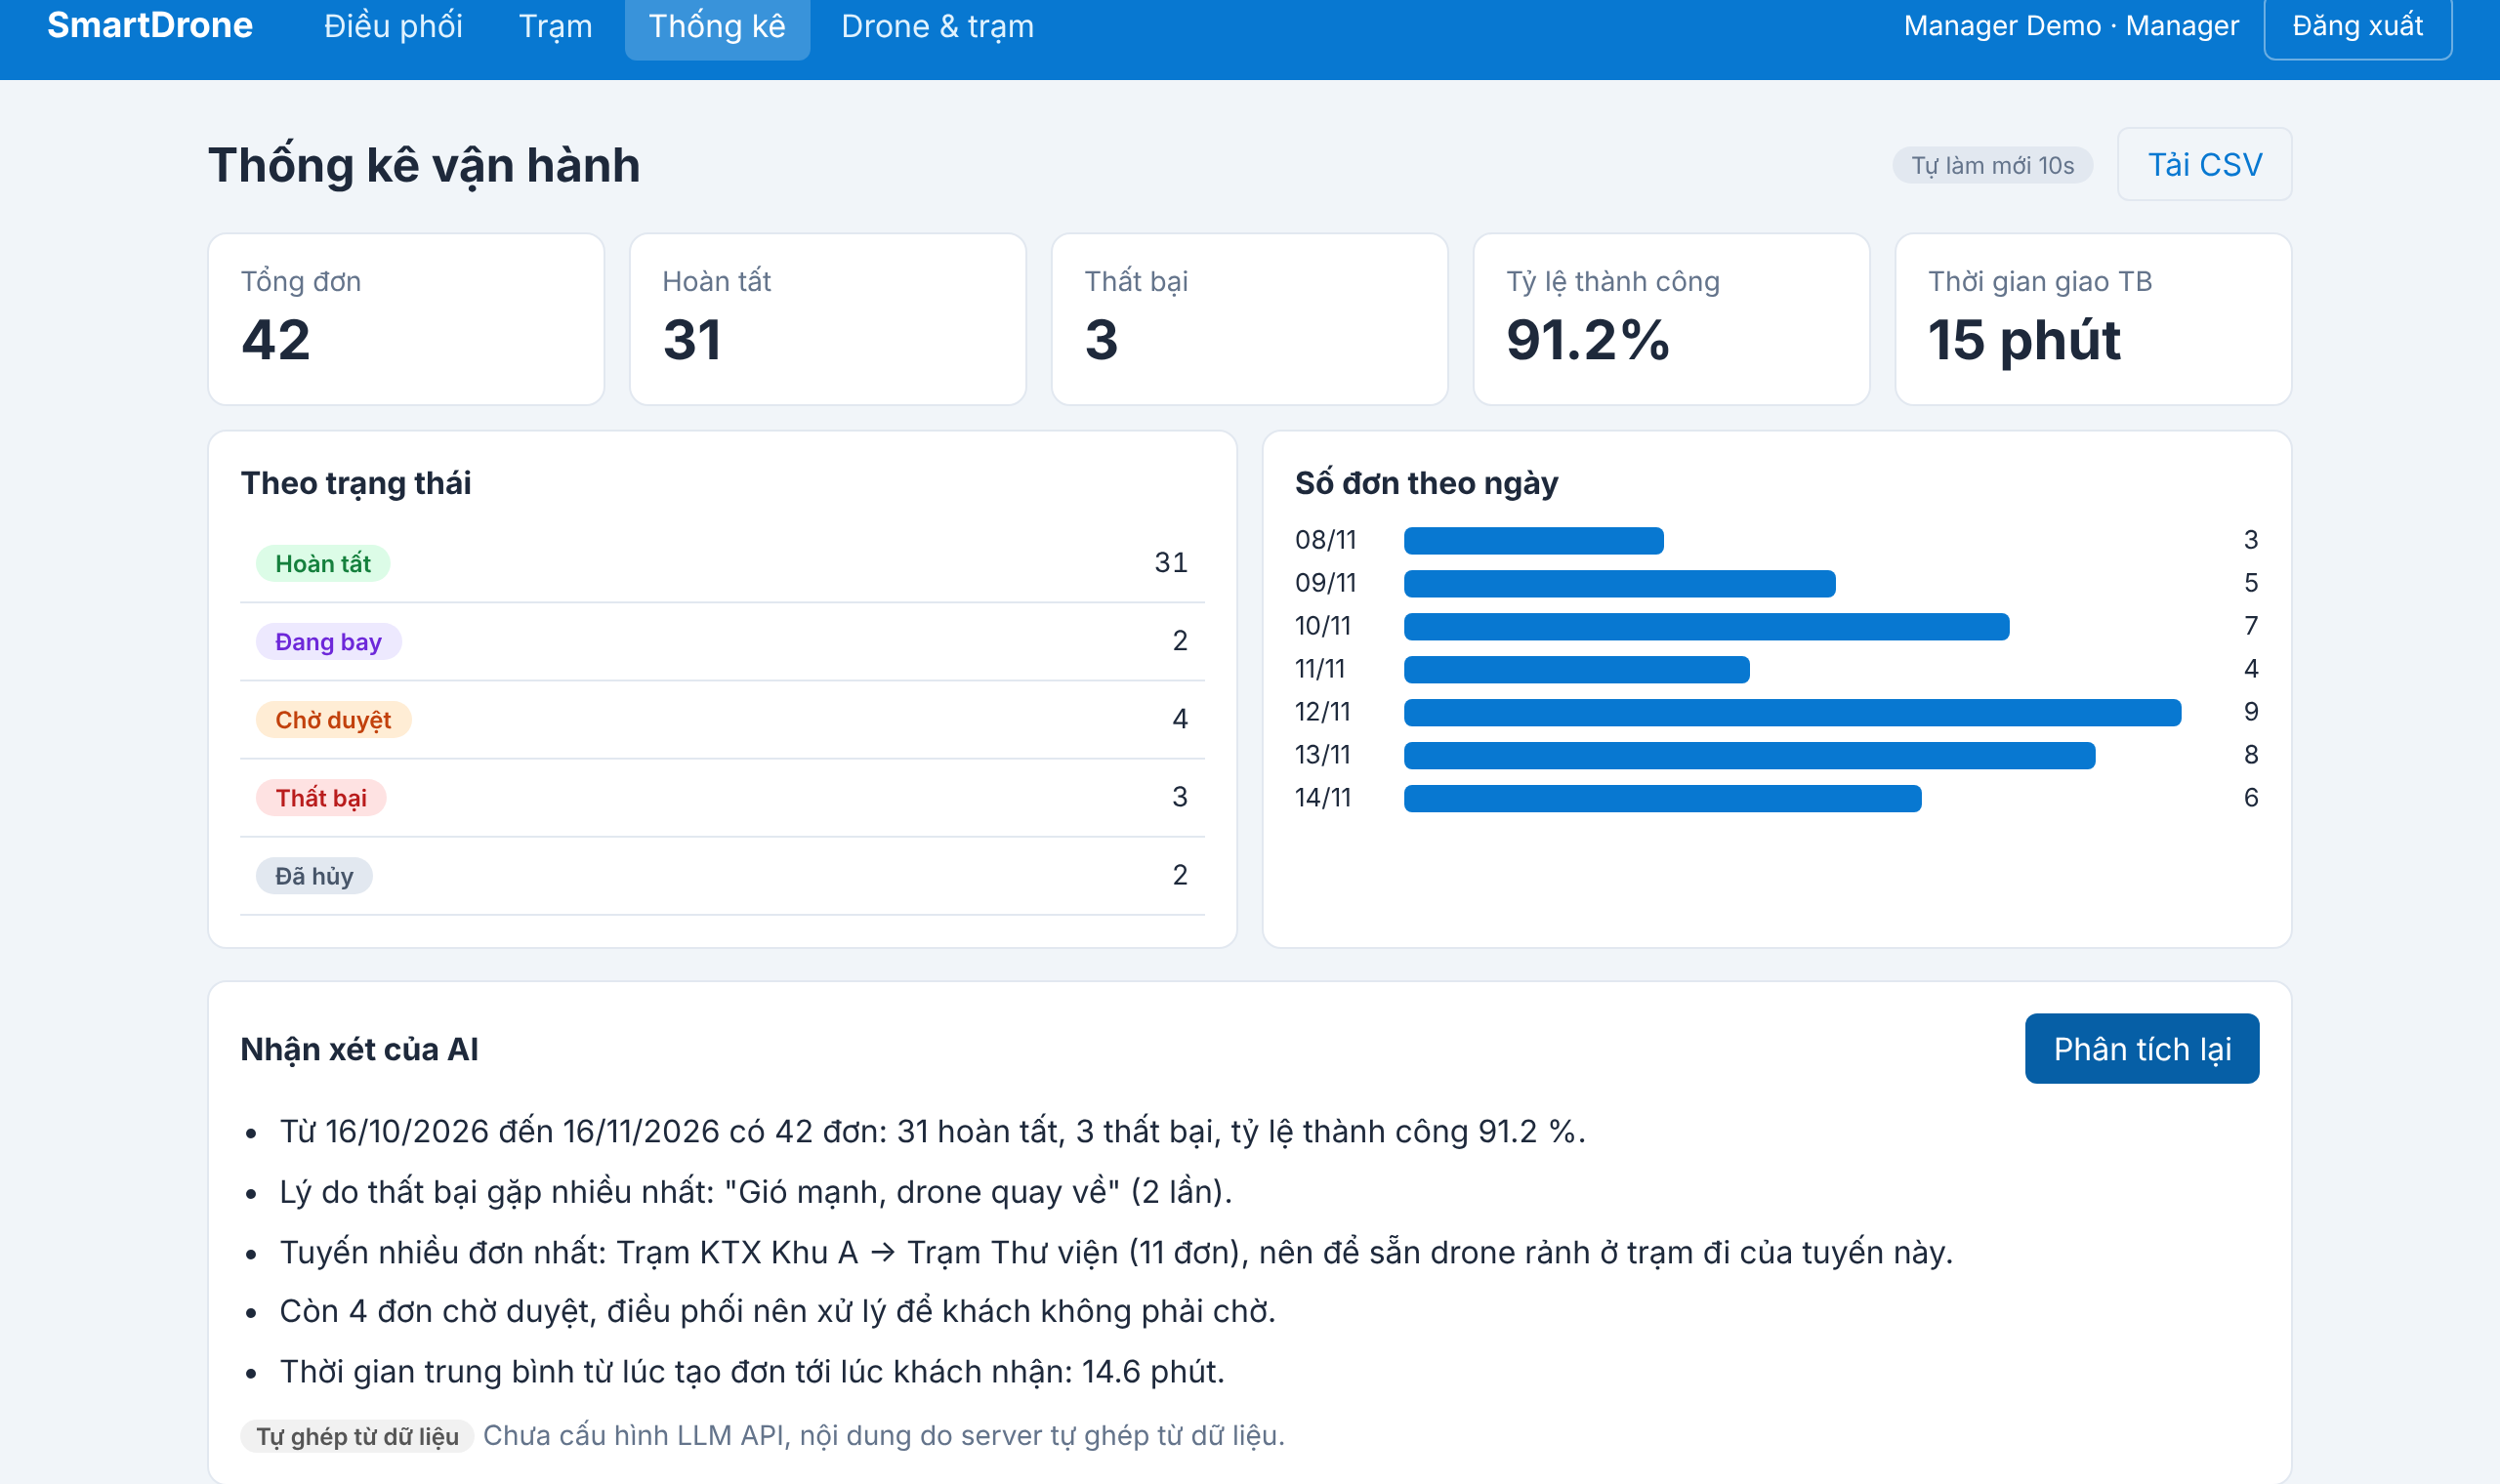 SmartDrone Điều phối Trạm Thống kê Drone & trạm Manager Demo · Manager Đăng xuất
Thống kê vận hành Tự làm mới 10s Tải CSV
Tổng đơn
42
Hoàn tất
31
Thất bại
3
Tỷ lệ thành công
91.2%
Thời gian giao TB
15 phút
Theo trạng thái
Hoàn tất 31
Đang bay 2
Chờ duyệt 4
Thất bại 3
Đã hủy 2
Số đơn theo ngày
08/11 3
09/11 5
10/11 7
11/11 4
12/11 9
13/11 8
14/11 6
Nhận xét của AI Phân tích lại
• Từ 16/10/2026 đến 16/11/2026 có 42 đơn: 31 hoàn tất, 3 thất bại, tỷ lệ thành công 91.2 %.
• Lý do thất bại gặp nhiều nhất: "Gió mạnh, drone quay về" (2 lần).
• Tuyến nhiều đơn nhất: Trạm KTX Khu A → Trạm Thư viện (11 đơn), nên để sẵn drone rảnh ở trạm đi của tuyến này.
• Còn 4 đơn chờ duyệt, điều phối nên xử lý để khách không phải chờ.
• Thời gian trung bình từ lúc tạo đơn tới lúc khách nhận: 14.6 phút.
Tự ghép từ dữ liệu Chưa cấu hình LLM API, nội dung do server tự ghép từ dữ liệu.